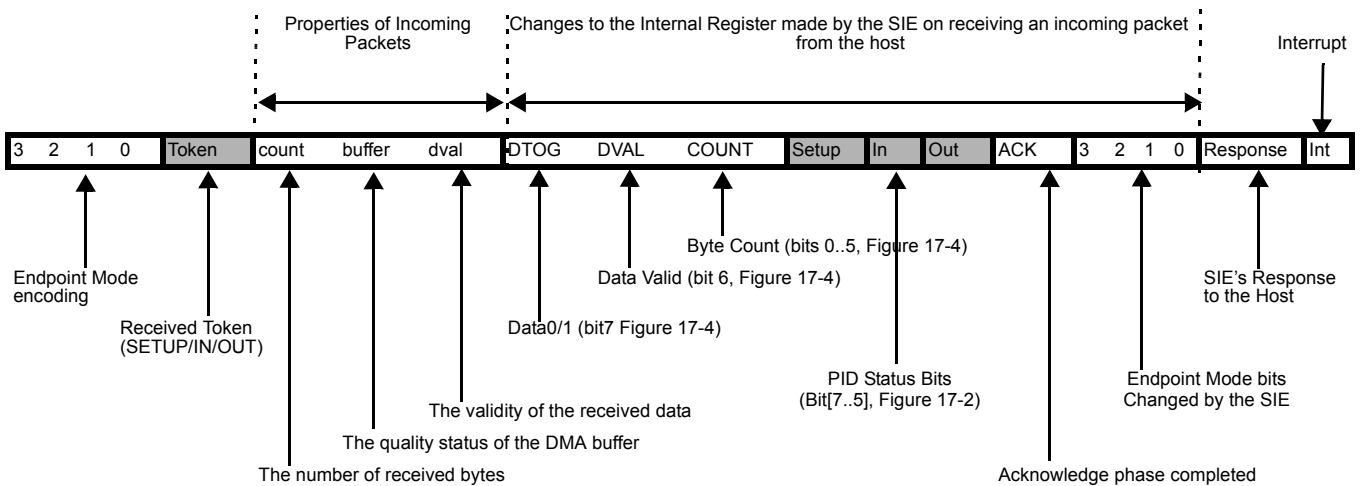 Properties of Incoming
Packets
Changes to the Internal Register made by the SIE on receiving an incoming packet
from the host
Interrupt
3 2 1 0 Token count buffer dval DTOG DVAL COUNT Setup In Out ACK 3 2 1 0 Response Int
Byte Count (bits 0..5, Figure 17-4)
Endpoint Mode
encoding
Data Valid (bit 6, Figure 17-4)
SIE's Response
to the Host
Received Token
(SETUP/IN/OUT)
Data0/1 (bit7 Figure 17-4)
PID Status Bits
(Bit[7..5], Figure 17-2)
Endpoint Mode bits
Changed by the SIE
The validity of the received data
The quality status of the DMA buffer
The number of received bytes
Acknowledge phase completed